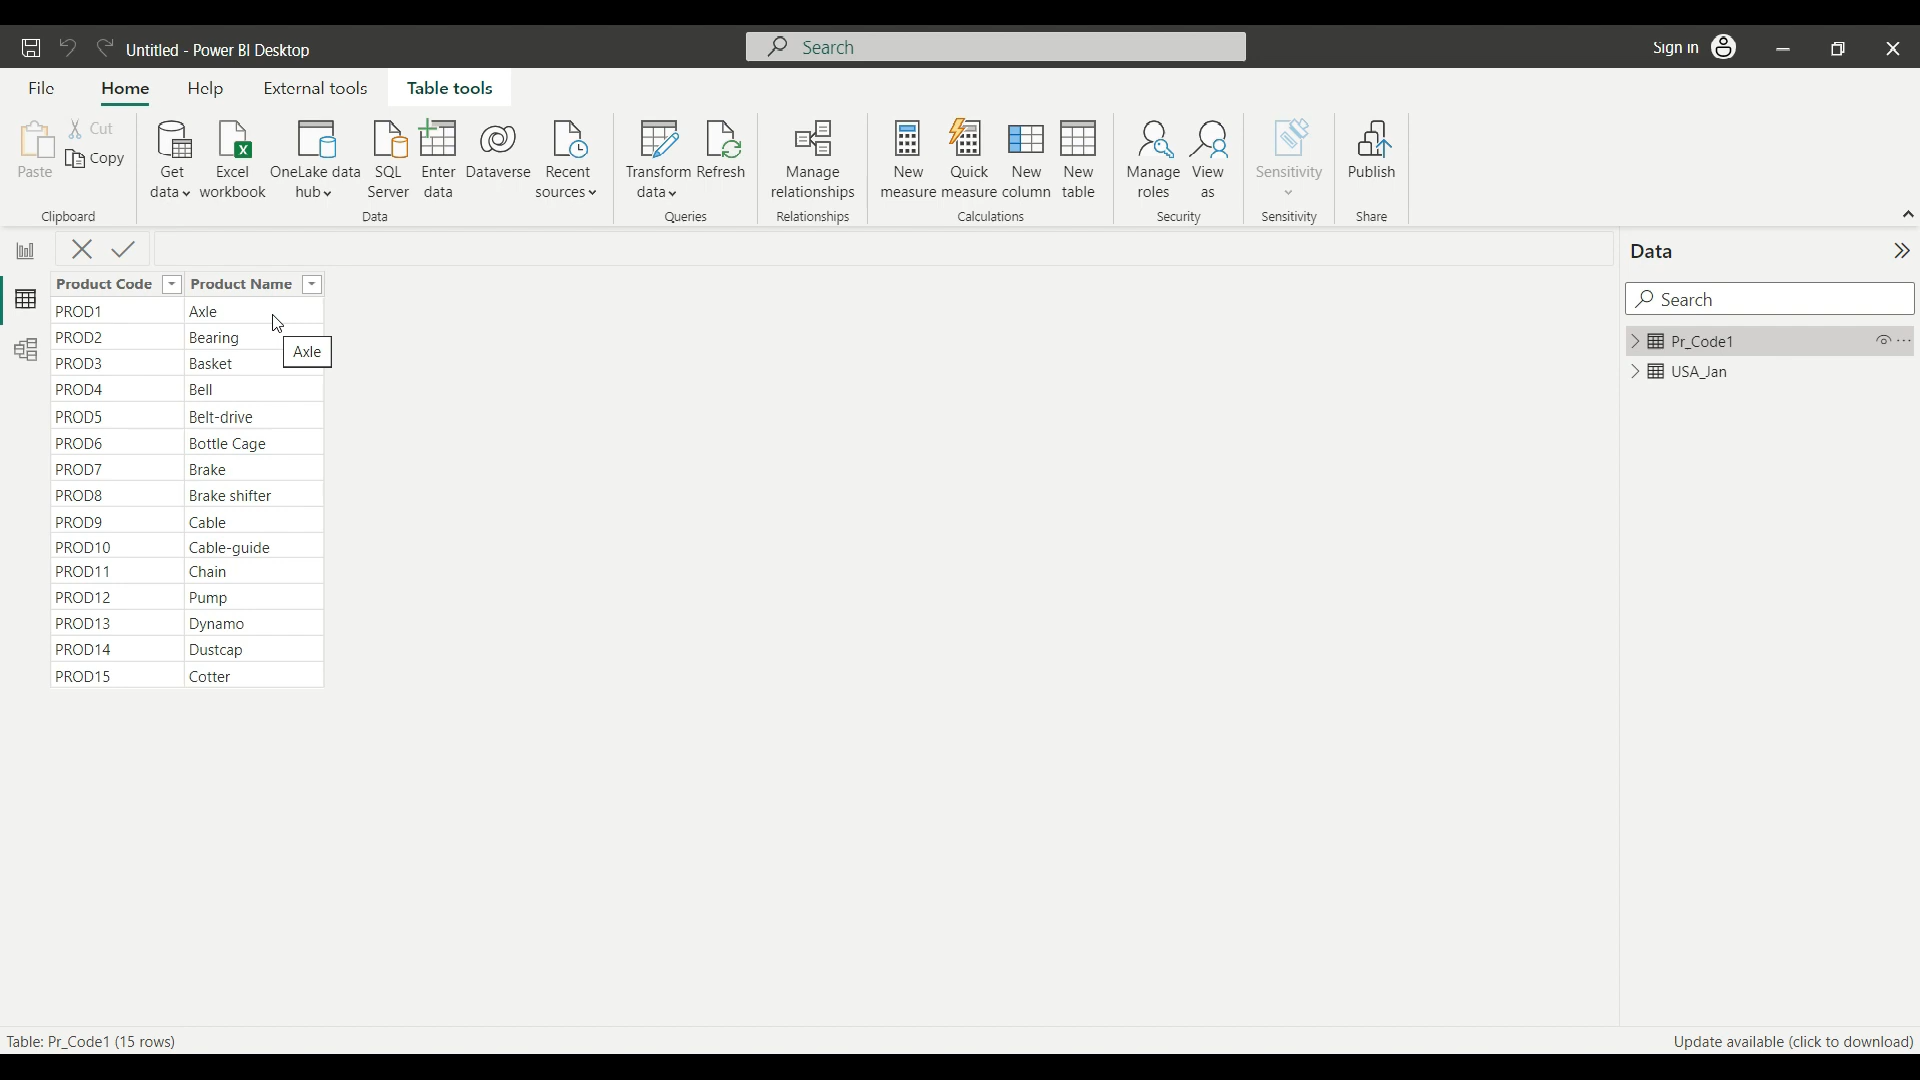 Untitled - Power BI Desktop
Search
Sign in
File Home Help External tools Table tools
Paste
Cut
Copy
Clipboard
Get data
Excel workbook
OneLake data hub
SQL Server
Enter data
Dataverse
Recent sources
Data
Transform data
Refresh
Queries
Manage relationships
Relationships
New measure
Quick measure
New column
New table
Calculations
Manage roles
View as
Security
Sensitivity
Sensitivity
Publish
Share
Product Code Product Name
PROD1 Axle
PROD2 Bearing
Axle
PROD3 Basket
PROD4 Bell
PROD5 Belt-drive
PROD6 Bottle Cage
PROD7 Brake
PROD8 Brake shifter
PROD9 Cable
PROD10 Cable-guide
PROD11 Chain
PROD12 Pump
PROD13 Dynamo
PROD14 Dustcap
PROD15 Cotter
Data
Search
Pr_Code1
USA_Jan
Table: Pr_Code1 (15 rows)
Update available (click to download)